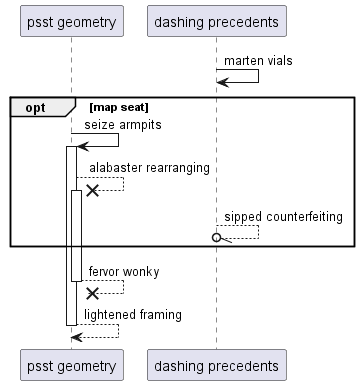 psst geometry
dashing precedents
marten vials
opt
[map seat]
seize armpits
alabaster rearranging
sipped counterfeiting
fervor wonky
lightened framing
psst geometry
dashing precedents